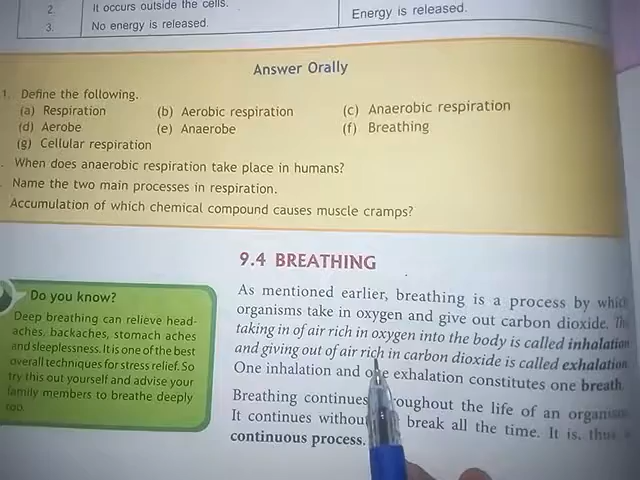 2. It occurs outside the cells.
3. No energy is released.
Energy is released.
Answer Orally
1. Define the following.
(a) Respiration (b) Aerobic respiration (c) Anaerobic respiration
(d) Aerobe (e) Anaerobe (f) Breathing
(g) Cellular respiration
When does anaerobic respiration take place in humans?
Name the two main processes in respiration.
Accumulation of which chemical compound causes muscle cramps?
9.4 BREATHING
As mentioned earlier, breathing is a process by which
organisms take in oxygen and give out carbon dioxide. The
taking in of air rich in oxygen into the body is called inhalation
and giving out of air rich in carbon dioxide is called exhalation
One inhalation and one exhalation constitutes one breath.
Breathing continues throughout the life of an organism
It continues without break all the time. It is, thus
continuous process.
Do you know?
Deep breathing can relieve head-
aches, backaches, stomach aches
and sleeplessness. It is one of the best
overall techniques for stress relief. So
try this out yourself and advise your
family members to breathe deeply
too.